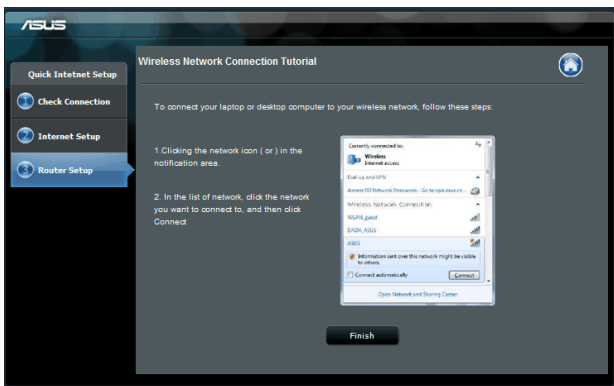 ASUS
Quick Intetnet Setup
1 Check Connection
2 Internet Setup
3 Router Setup
Wireless Network Connection Tutorial
To connect your laptop or desktop computer to your wireless network, follow these steps:
1.Clicking the network icon ( or ) in the
notification area.
2. In the list of network, click the network
you want to connect to, and then click
Connect
Currently connected to:
Wireless
Internet access
Dial-up and VPN
Wireless Network Connection
WLAN_guest
DADA_ASUS
ASUS
Information sent over this network might be visible
to others.
Connect automatically
Connect
Open Network and Sharing Center
Finish